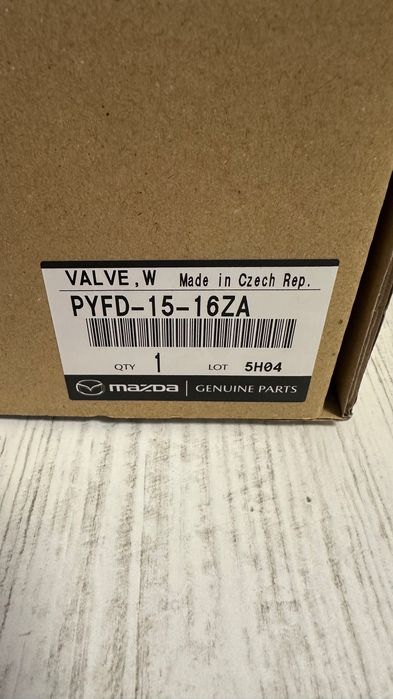 VALVE,W Made in Czech Rep.
PYFD-15-16ZA
QTY 1 LOT 5H04
mazda | GENUINE PARTS